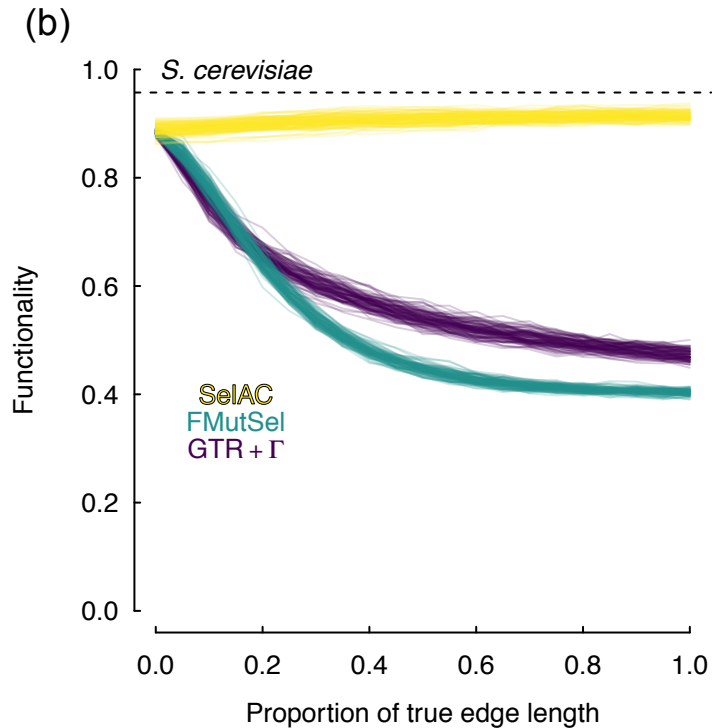 (b)
S. cerevisiae
1.0
0.8
0.6
0.4
0.2
0.0
Functionality
SelAC
FMutSel
GTR + Γ
0.0 0.2 0.4 0.6 0.8 1.0
Proportion of true edge length